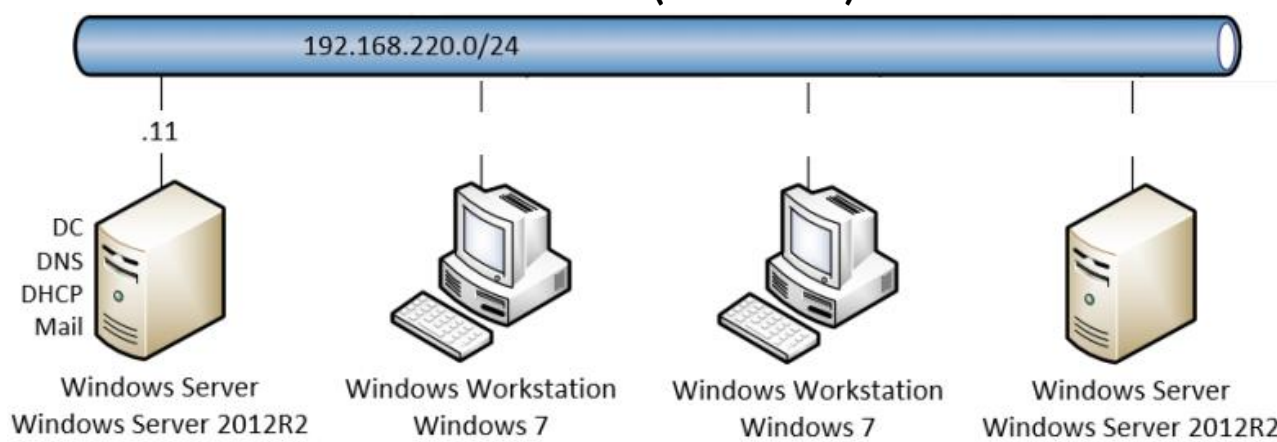 192.168.220.0/24
.11
DC
DNS
DHCP
Mail
Windows Server
Windows Server 2012R2
Windows Workstation
Windows 7
Windows Workstation
Windows 7
Windows Server
Windows Server 2012R2